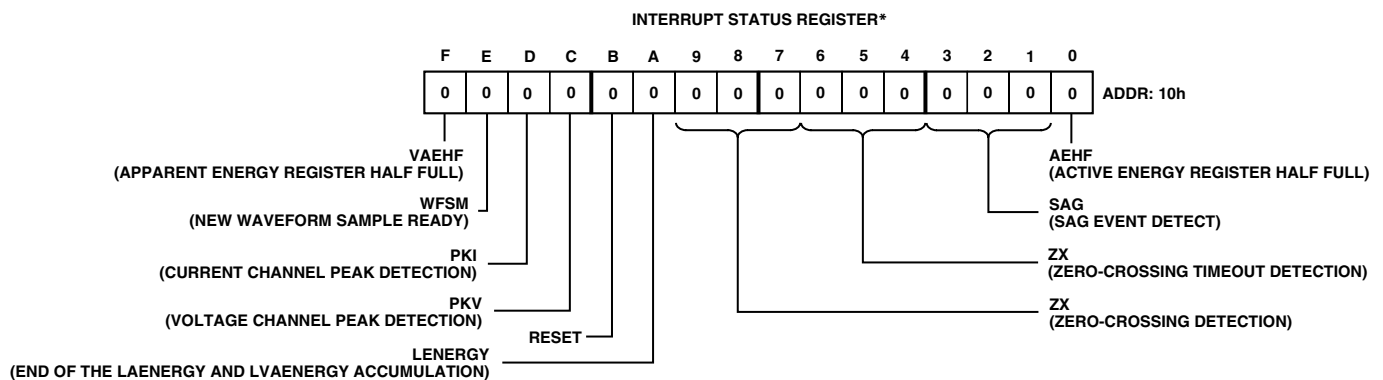 INTERRUPT STATUS REGISTER*
F E D C B A 9 8 7 6 5 4 3 2 1 0
0 0 0 0 0 0 0 0 0 0 0 0 0 0 0 0 ADDR: 10h
VAEHF
(APPARENT ENERGY REGISTER HALF FULL)
WFSM
(NEW WAVEFORM SAMPLE READY)
PKI
(CURRENT CHANNEL PEAK DETECTION)
PKV
(VOLTAGE CHANNEL PEAK DETECTION)
RESET
LENERGY
(END OF THE LAENERGY AND LVAENERGY ACCUMULATION)
AEHF
(ACTIVE ENERGY REGISTER HALF FULL)
SAG
(SAG EVENT DETECT)
ZX
(ZERO-CROSSING TIMEOUT DETECTION)
ZX
(ZERO-CROSSING DETECTION)